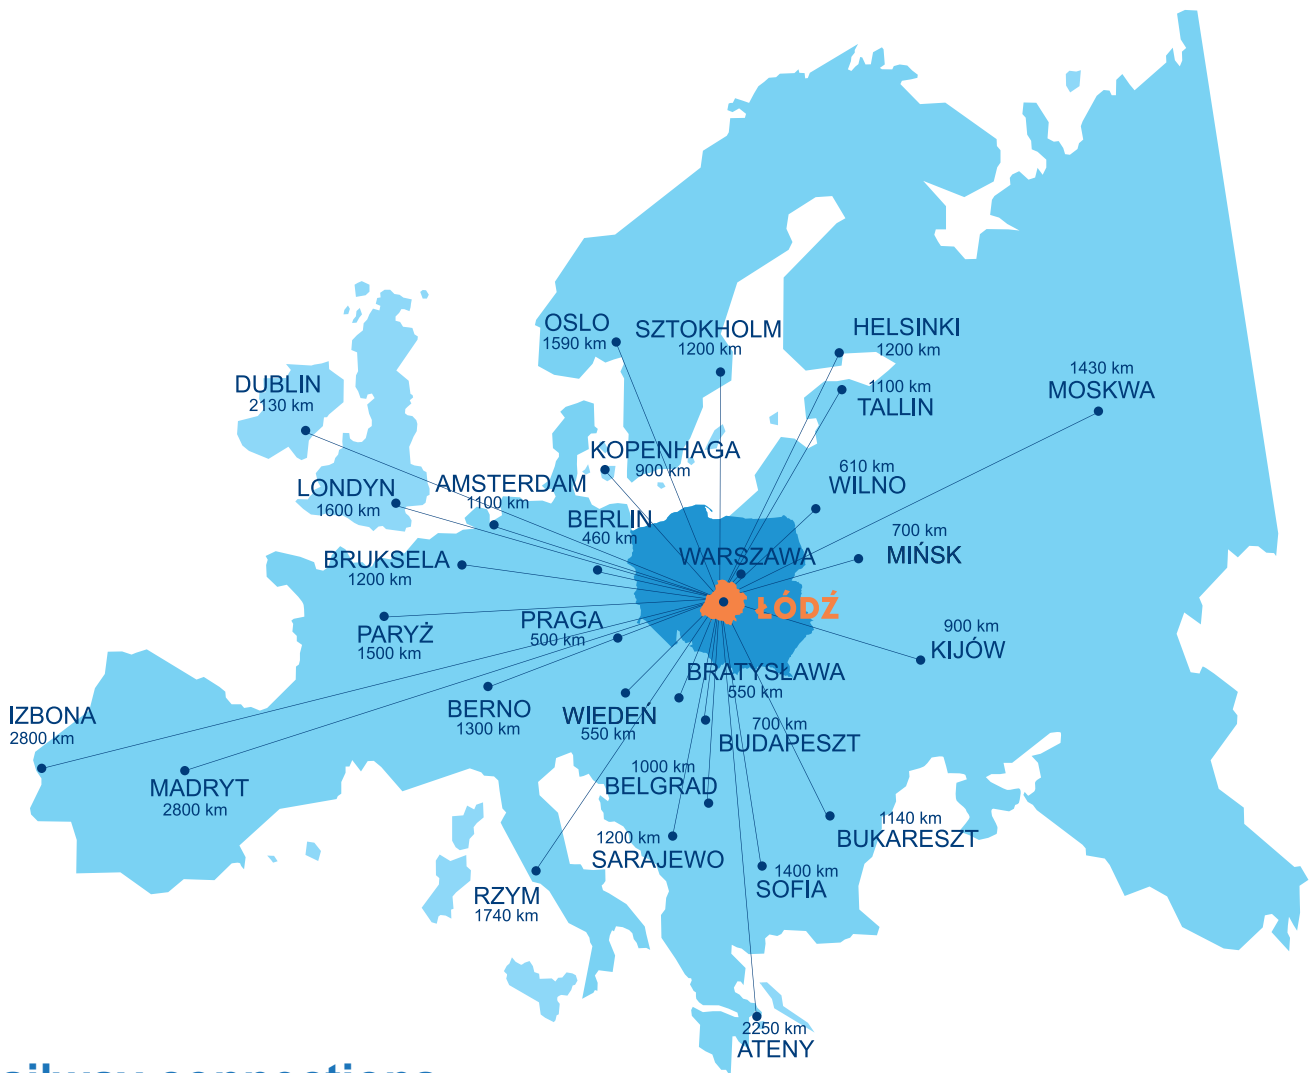 OSLO
1590 km
SZTOKHOLM
1200 km
HELSINKI
1200 km
1100 km
TALLIN
1430 km
MOSKWA
DUBLIN
2130 km
KOPENHAGA
900 km
610 km
WILNO
LONDYN
1600 km
AMSTERDAM
1100 km
BERLIN
460 km
700 km
MIŃSK
WARSZAWA
BRUKSELA
1200 km
ŁÓDŹ
PARYŻ
1500 km
PRAGA
500 km
900 km
KIJÓW
BRATYSŁAWA
550 km
IZBONA
2800 km
BERNO
1300 km
WIEDEŃ
550 km
700 km
BUDAPESZT
MADRYT
2800 km
1000 km
BELGRAD
1140 km
BUKARESZT
1200 km
SARAJEWO
1400 km
SOFIA
RZYM
1740 km
2250 km
ATENY
ailway connections